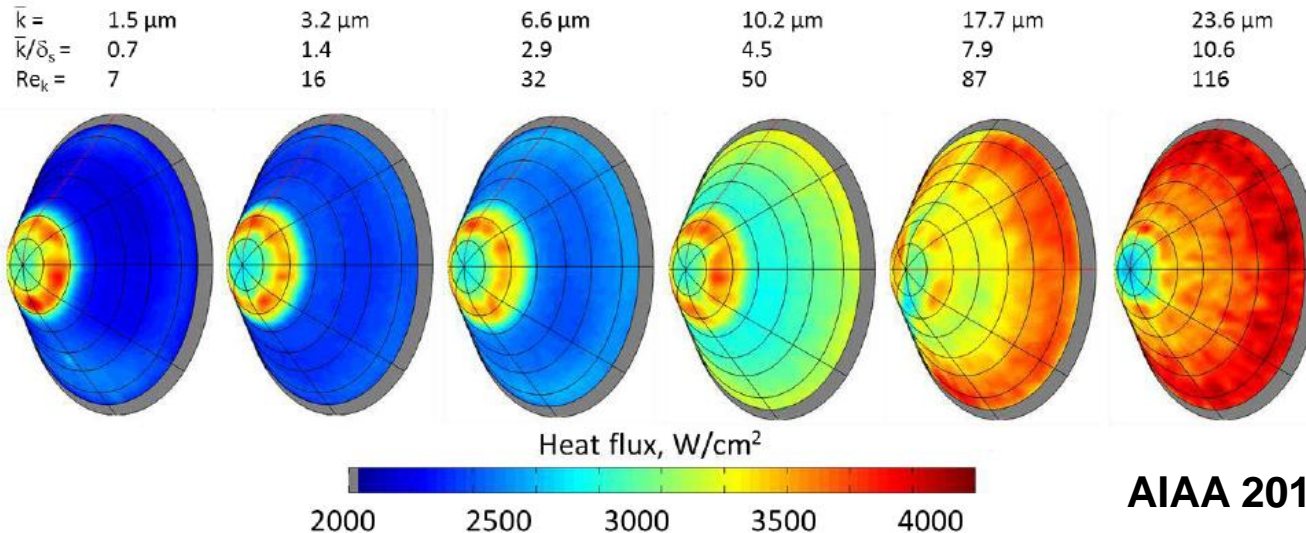 k̅ = 1.5 μm 3.2 μm 6.6 μm 10.2 μm 17.7 μm 23.6 μm
k̅/δₛ = 0.7 1.4 2.9 4.5 7.9 10.6
Reₖ = 7 16 32 50 87 116
Heat flux, W/cm²
2000 2500 3000 3500 4000
AIAA 201